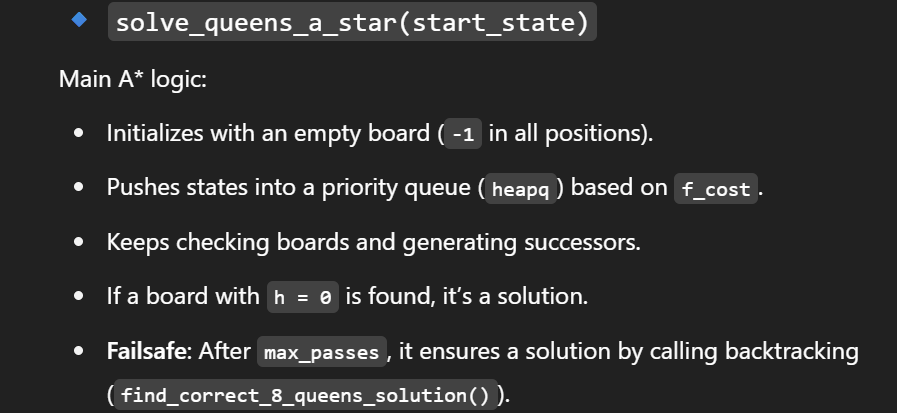 solve_queens_a_star(start_state)
Main A* logic:
• Initializes with an empty board (-1 in all positions).
• Pushes states into a priority queue (heapq) based on f_cost.
• Keeps checking boards and generating successors.
• If a board with h = 0 is found, it’s a solution.
• Failsafe: After max_passes, it ensures a solution by calling backtracking
(find_correct_8_queens_solution()).